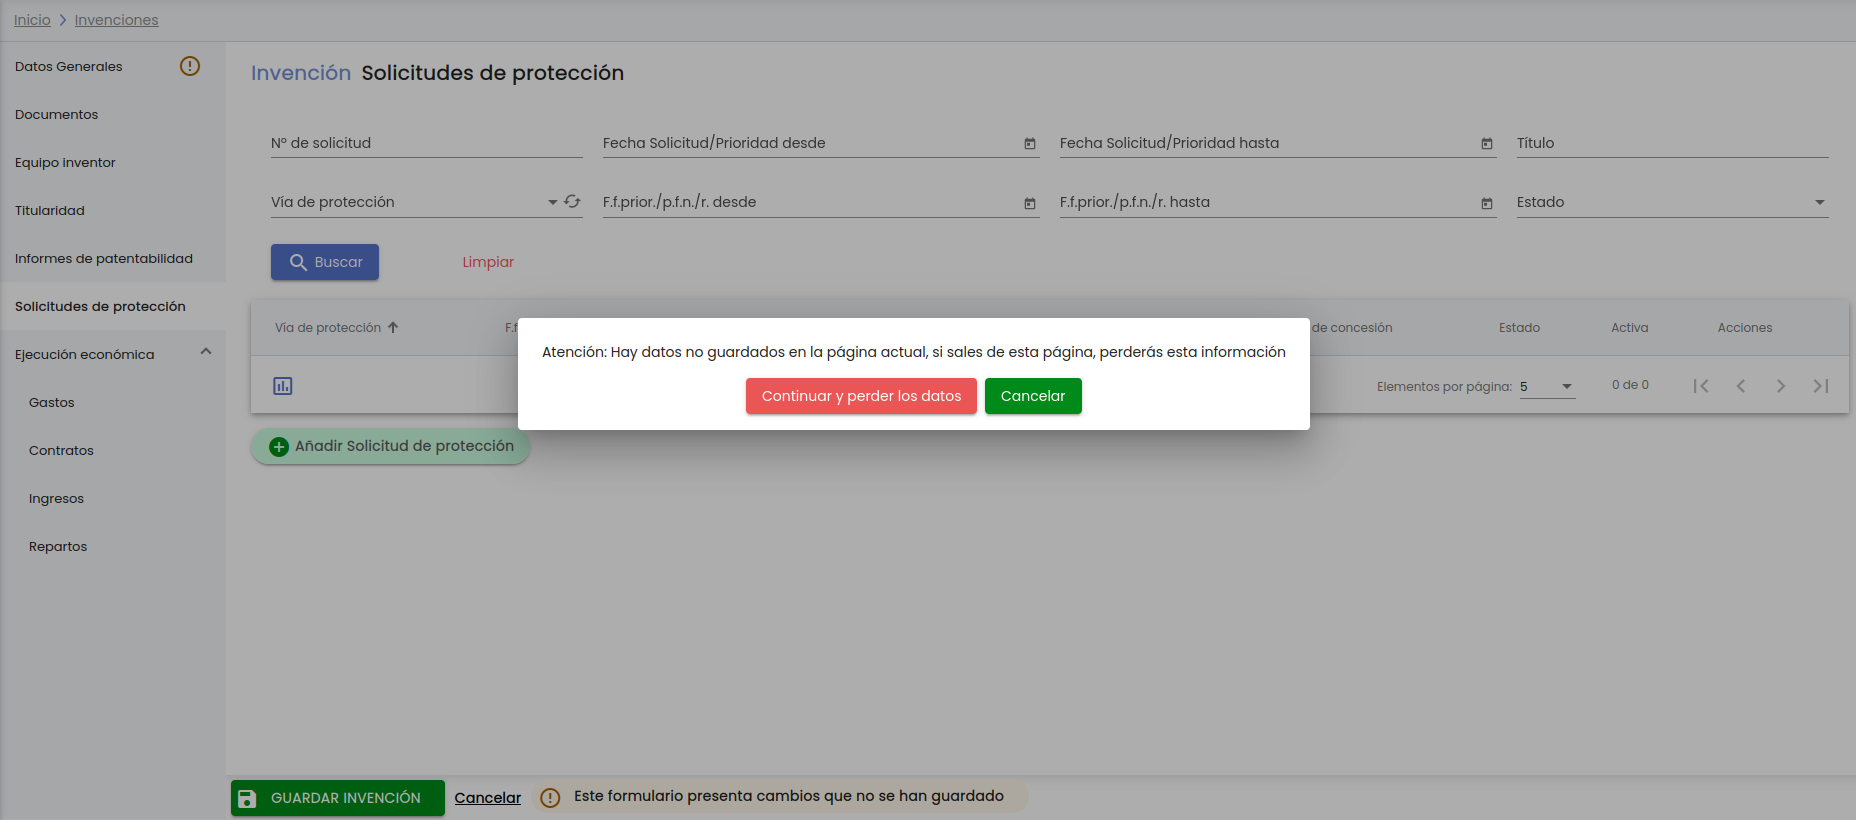 Inicio > Invenciones
Datos Generales
Documentos
Equipo inventor
Titularidad
Informes de patentabilidad
Solicitudes de protección
Ejecución económica
Gastos
Contratos
Ingresos
Repartos
Invención Solicitudes de protección
Nº de solicitud
Fecha Solicitud/Prioridad desde
Fecha Solicitud/Prioridad hasta
Título
Vía de protección
F.f.prior./p.f.n./r. desde
F.f.prior./p.f.n./r. hasta
Estado
Buscar
Limpiar
Vía de protección
de concesión
Estado
Activa
Acciones
Elementos por página: 5
0 de 0
Atención: Hay datos no guardados en la página actual, si sales de esta página, perderás esta información
Continuar y perder los datos
Cancelar
Añadir Solicitud de protección
GUARDAR INVENCIÓN
Cancelar
Este formulario presenta cambios que no se han guardado